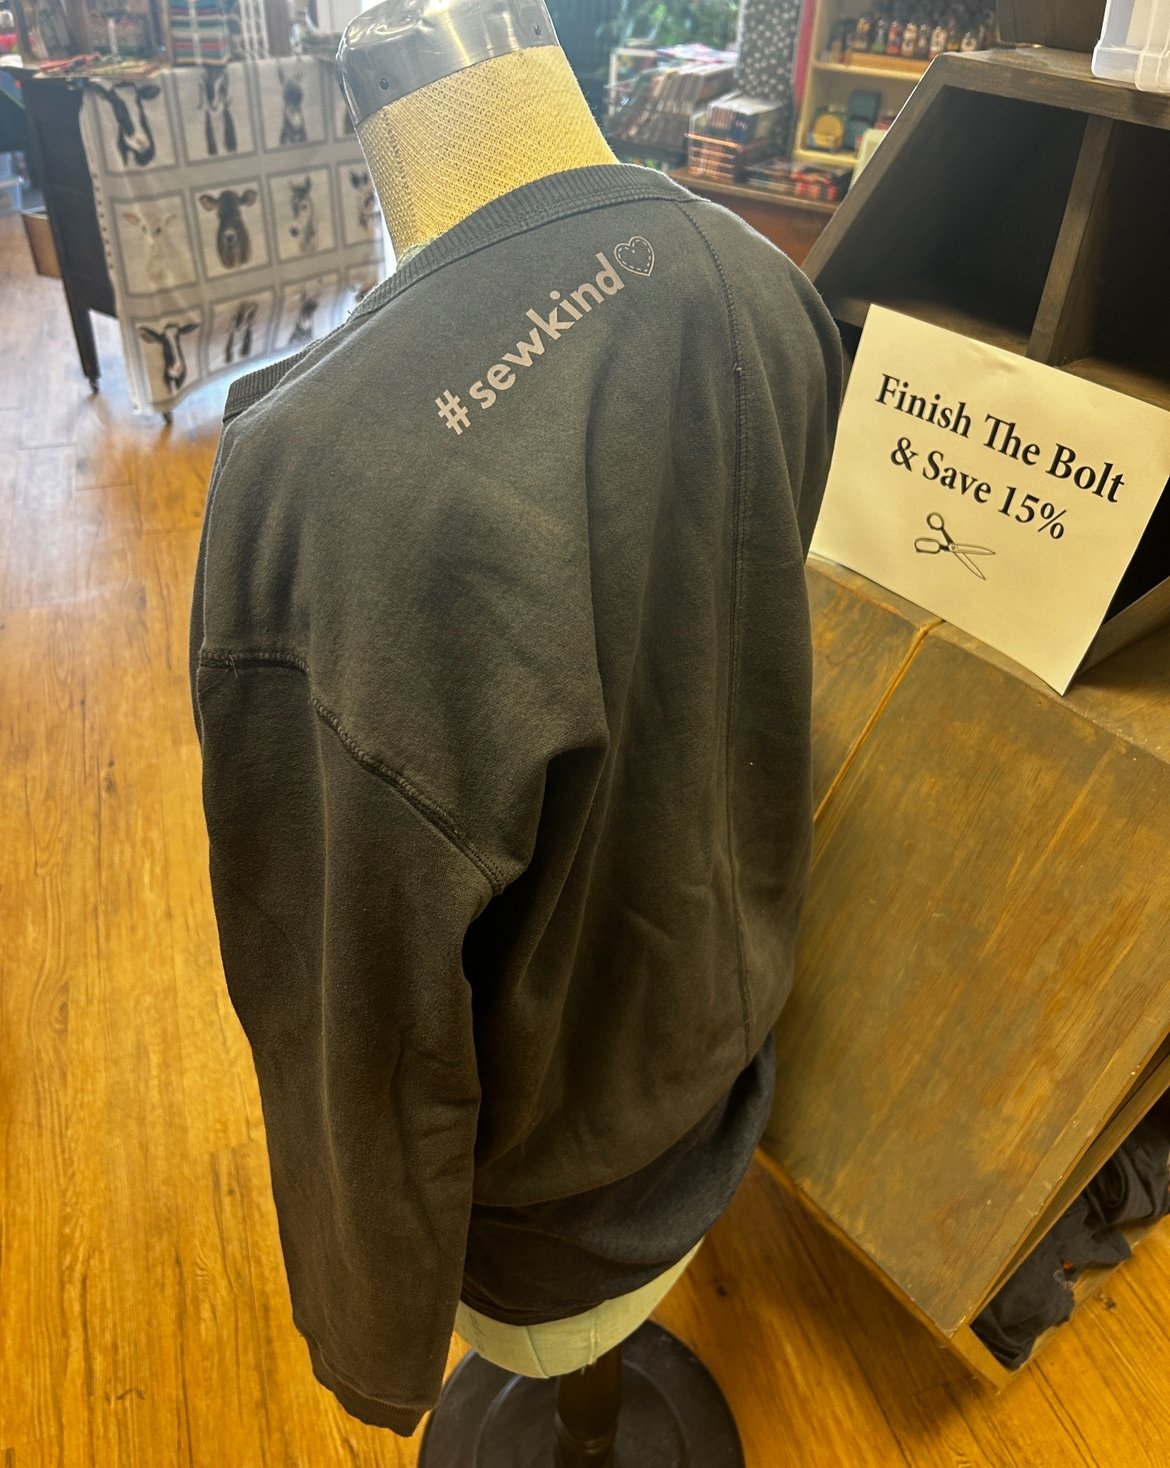 #sewkind
Finish The Bolt
& Save 15%